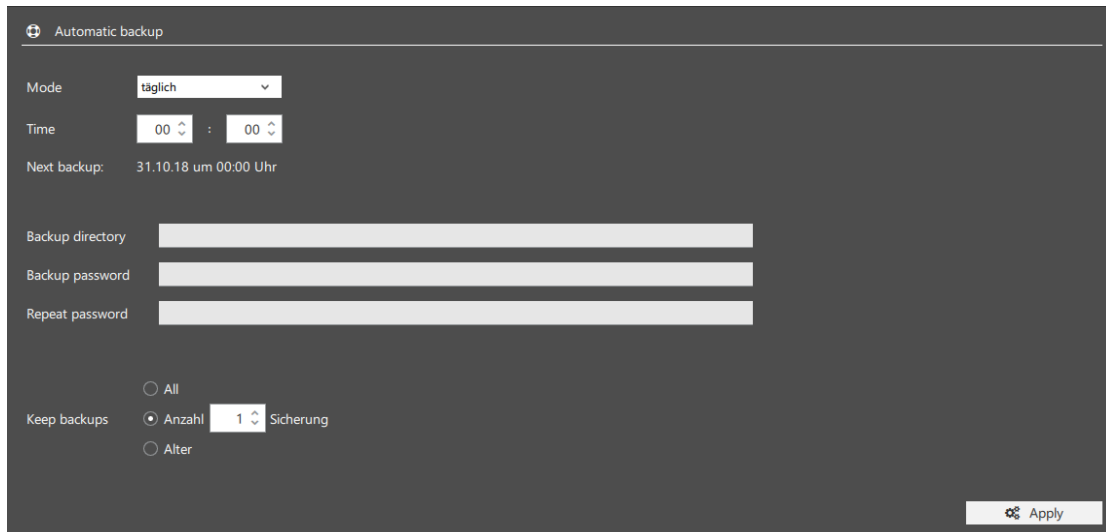 Automatic backup
Mode täglich
Time 00 : 00
Next backup: 31.10.18 um 00:00 Uhr
Backup directory
Backup password
Repeat password
All
Keep backups Anzahl 1 Sicherung
Alter
Apply